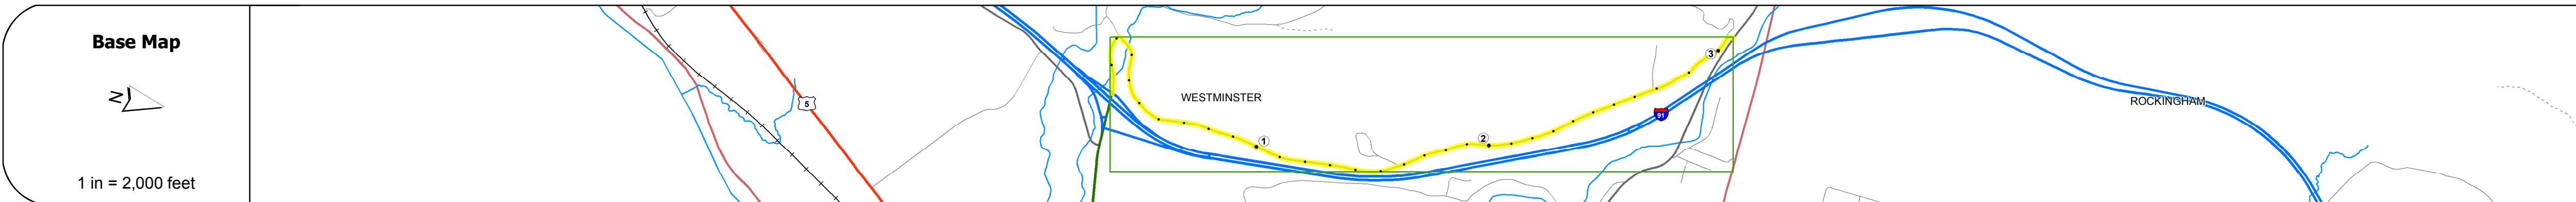 Base Map
N
1 in = 2,000 feet
5
WESTMINSTER
1
2
3
91
ROCKINGHAM